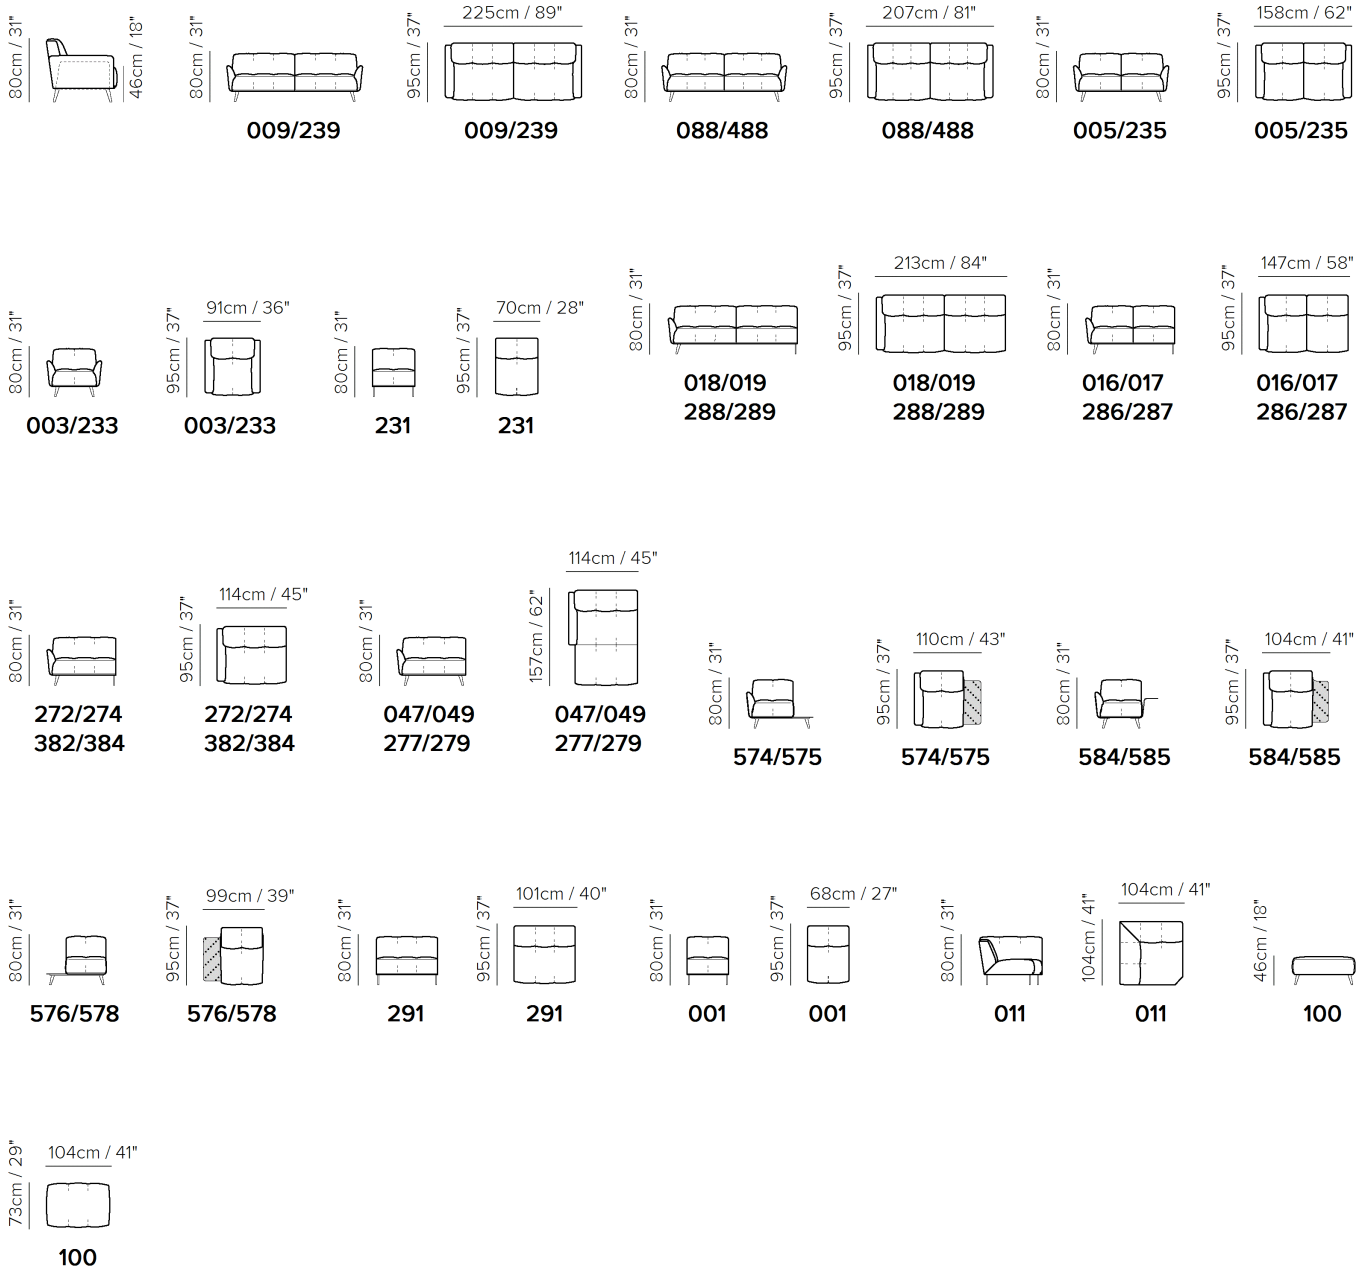 80cm / 31"
46cm / 18"
80cm / 31"
009/239
95cm / 37"
225cm / 89"
009/239
80cm / 31"
088/488
95cm / 37"
207cm / 81"
088/488
80cm / 31"
005/235
95cm / 37"
158cm / 62"
005/235
80cm / 31"
003/233
95cm / 37"
91cm / 36"
003/233
80cm / 31"
231
95cm / 37"
70cm / 28"
231
80cm / 31"
018/019
288/289
95cm / 37"
213cm / 84"
018/019
288/289
80cm / 31"
016/017
286/287
95cm / 37"
147cm / 58"
016/017
286/287
80cm / 31"
272/274
382/384
95cm / 37"
114cm / 45"
272/274
382/384
80cm / 31"
047/049
277/279
157cm / 62"
114cm / 45"
047/049
277/279
80cm / 31"
574/575
95cm / 37"
110cm / 43"
574/575
80cm / 31"
584/585
95cm / 37"
104cm / 41"
584/585
80cm / 31"
576/578
95cm / 37"
99cm / 39"
576/578
80cm / 31"
291
95cm / 37"
101cm / 40"
291
80cm / 31"
001
95cm / 37"
68cm / 27"
001
80cm / 31"
011
104cm / 41"
104cm / 41"
011
46cm / 18"
100
73cm / 29"
104cm / 41"
100